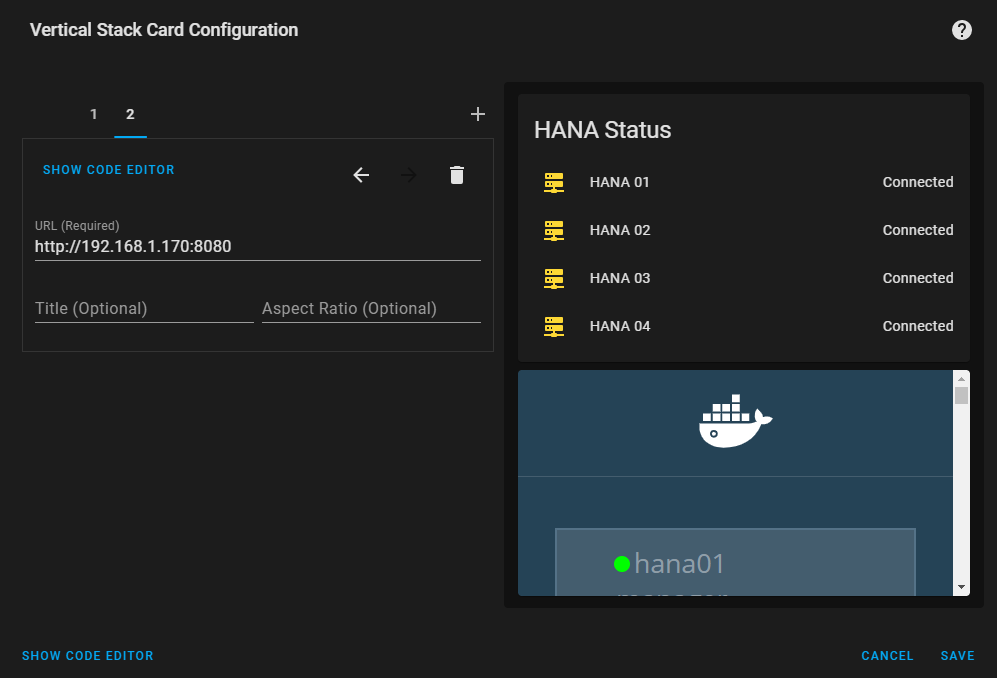 Vertical Stack Card Configuration
1 2
SHOW CODE EDITOR
URL (Required)
http://192.168.1.170:8080
Title (Optional) Aspect Ratio (Optional)
HANA Status
HANA 01 Connected
HANA 02 Connected
HANA 03 Connected
HANA 04 Connected
hana01
manager
SHOW CODE EDITOR CANCEL SAVE